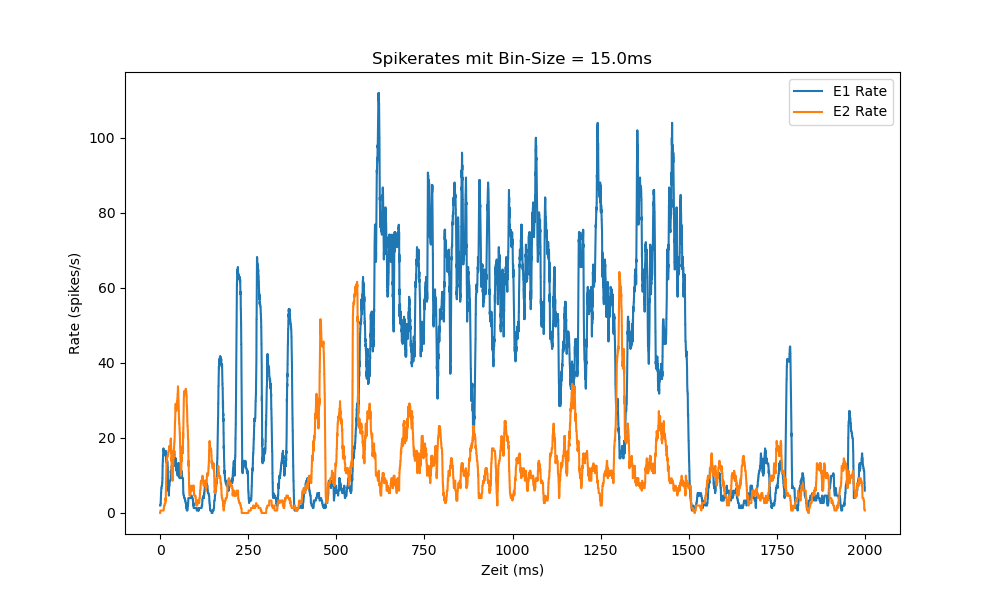 Spikerates mit Bin-Size = 15.0ms
E1 Rate
E2 Rate
Rate (spikes/s)
100
80
60
40
20
0
0 250 500 750 1000 1250 1500 1750 2000
Zeit (ms)